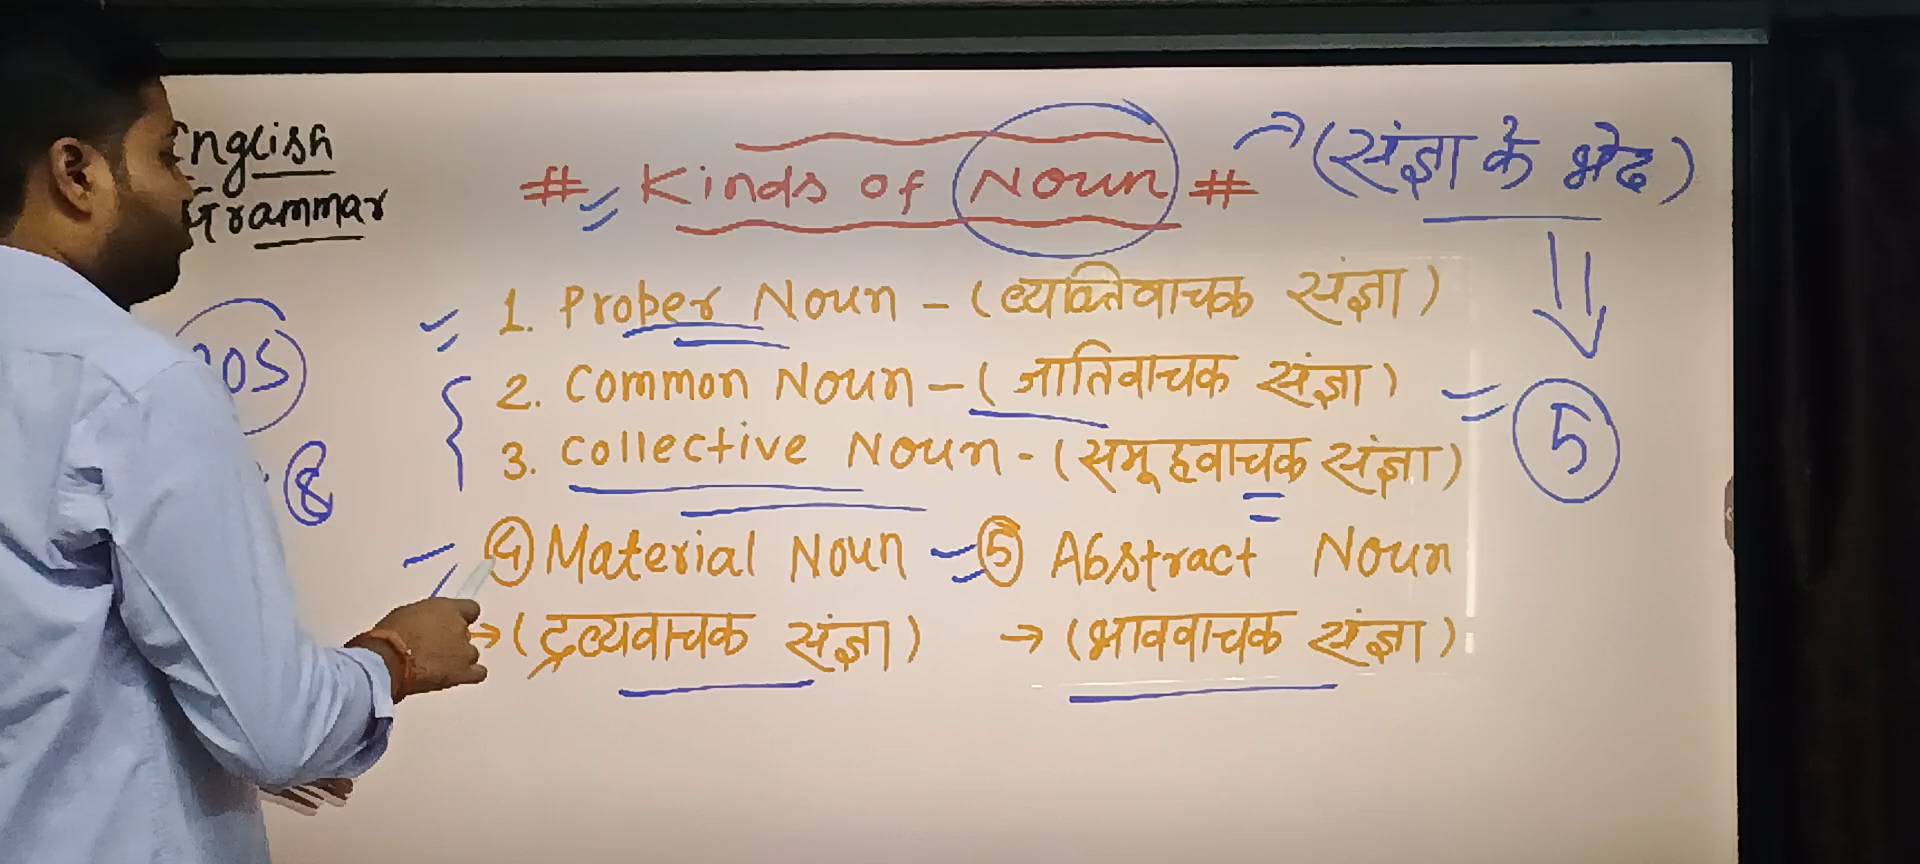 English
Grammar
# Kinds of Noun #
(संज्ञा के भेद)
1. Proper Noun - (व्यक्तिवाचक संज्ञा)
2. Common Noun - (जातिवाचक संज्ञा)
3. Collective Noun - (समूहवाचक संज्ञा)
5
8
④ Material Noun ⑤ Abstract Noun
→ (द्रव्यवाचक संज्ञा) → (भाववाचक संज्ञा)